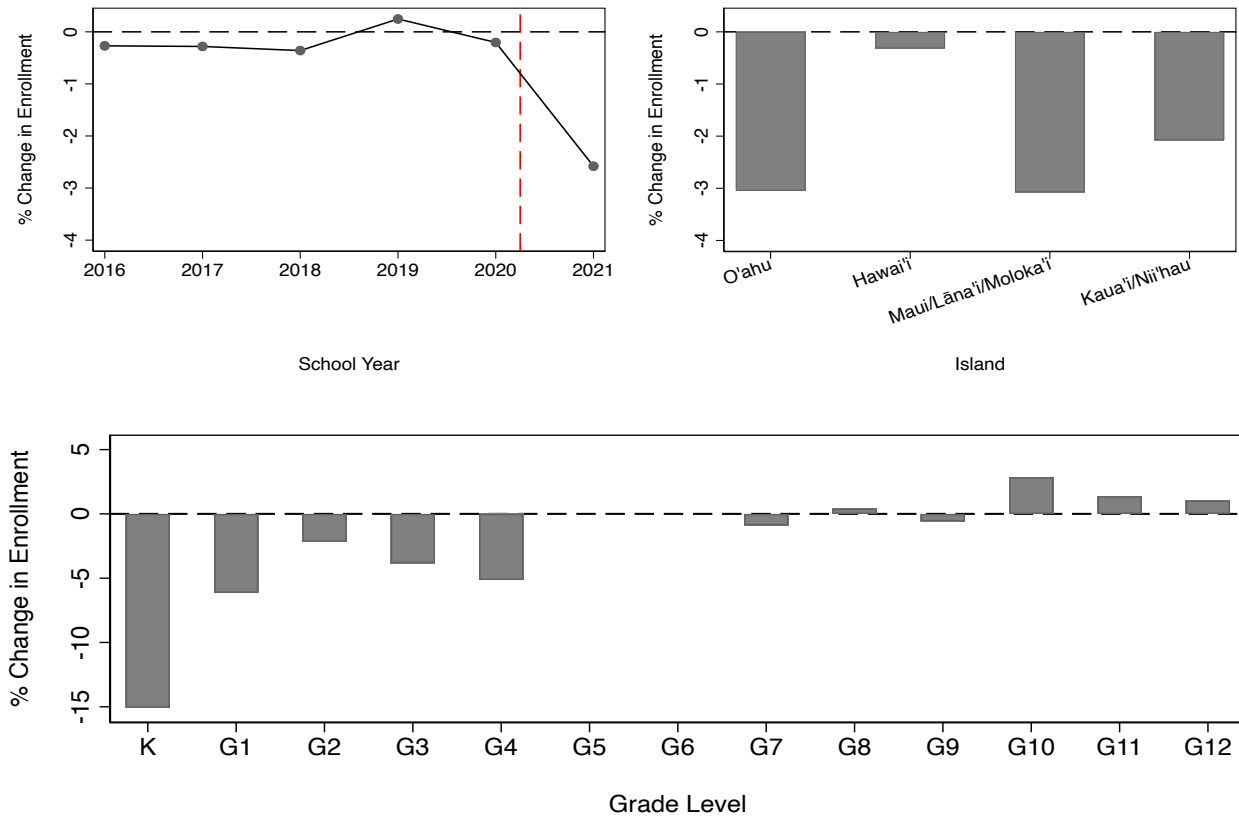 % Change in Enrollment
0
-1
-2
-3
-4
2016 2017 2018 2019 2020 2021
School Year
% Change in Enrollment
0
-1
-2
-3
-4
O'ahu
Hawai'i
Maui/Lāna'i/Moloka'i
Kaua'i/Nii'hau
Island
% Change in Enrollment
5
0
-5
-10
-15
K G1 G2 G3 G4 G5 G6 G7 G8 G9 G10 G11 G12
Grade Level